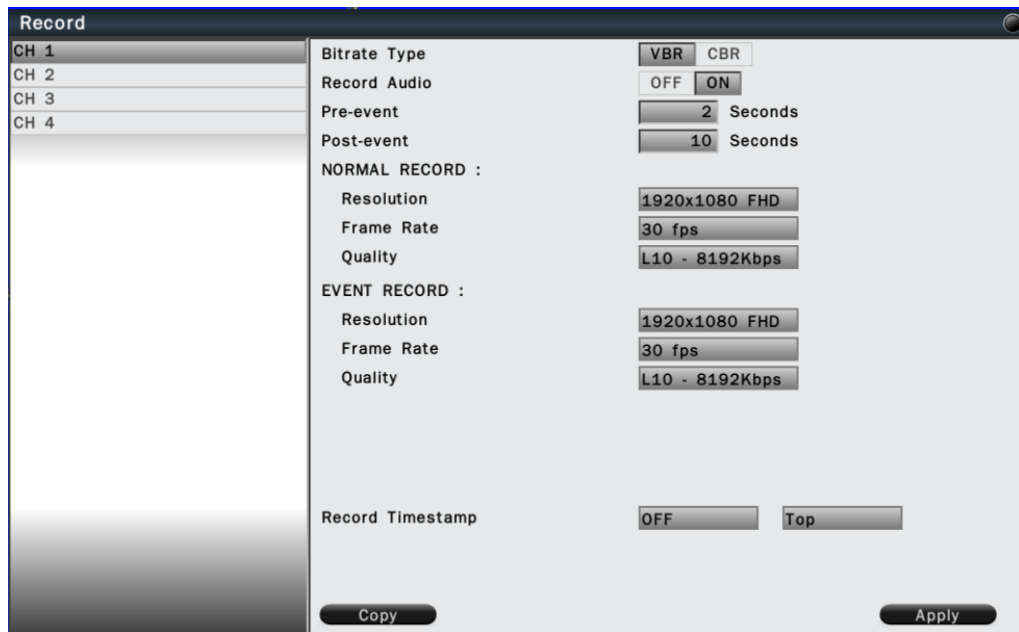 Record
CH 1
CH 2
CH 3
CH 4
Bitrate Type VBR CBR
Record Audio OFF ON
Pre-event 2 Seconds
Post-event 10 Seconds
NORMAL RECORD :
Resolution 1920x1080 FHD
Frame Rate 30 fps
Quality L10 - 8192Kbps
EVENT RECORD :
Resolution 1920x1080 FHD
Frame Rate 30 fps
Quality L10 - 8192Kbps
Record Timestamp OFF Top
Copy Apply